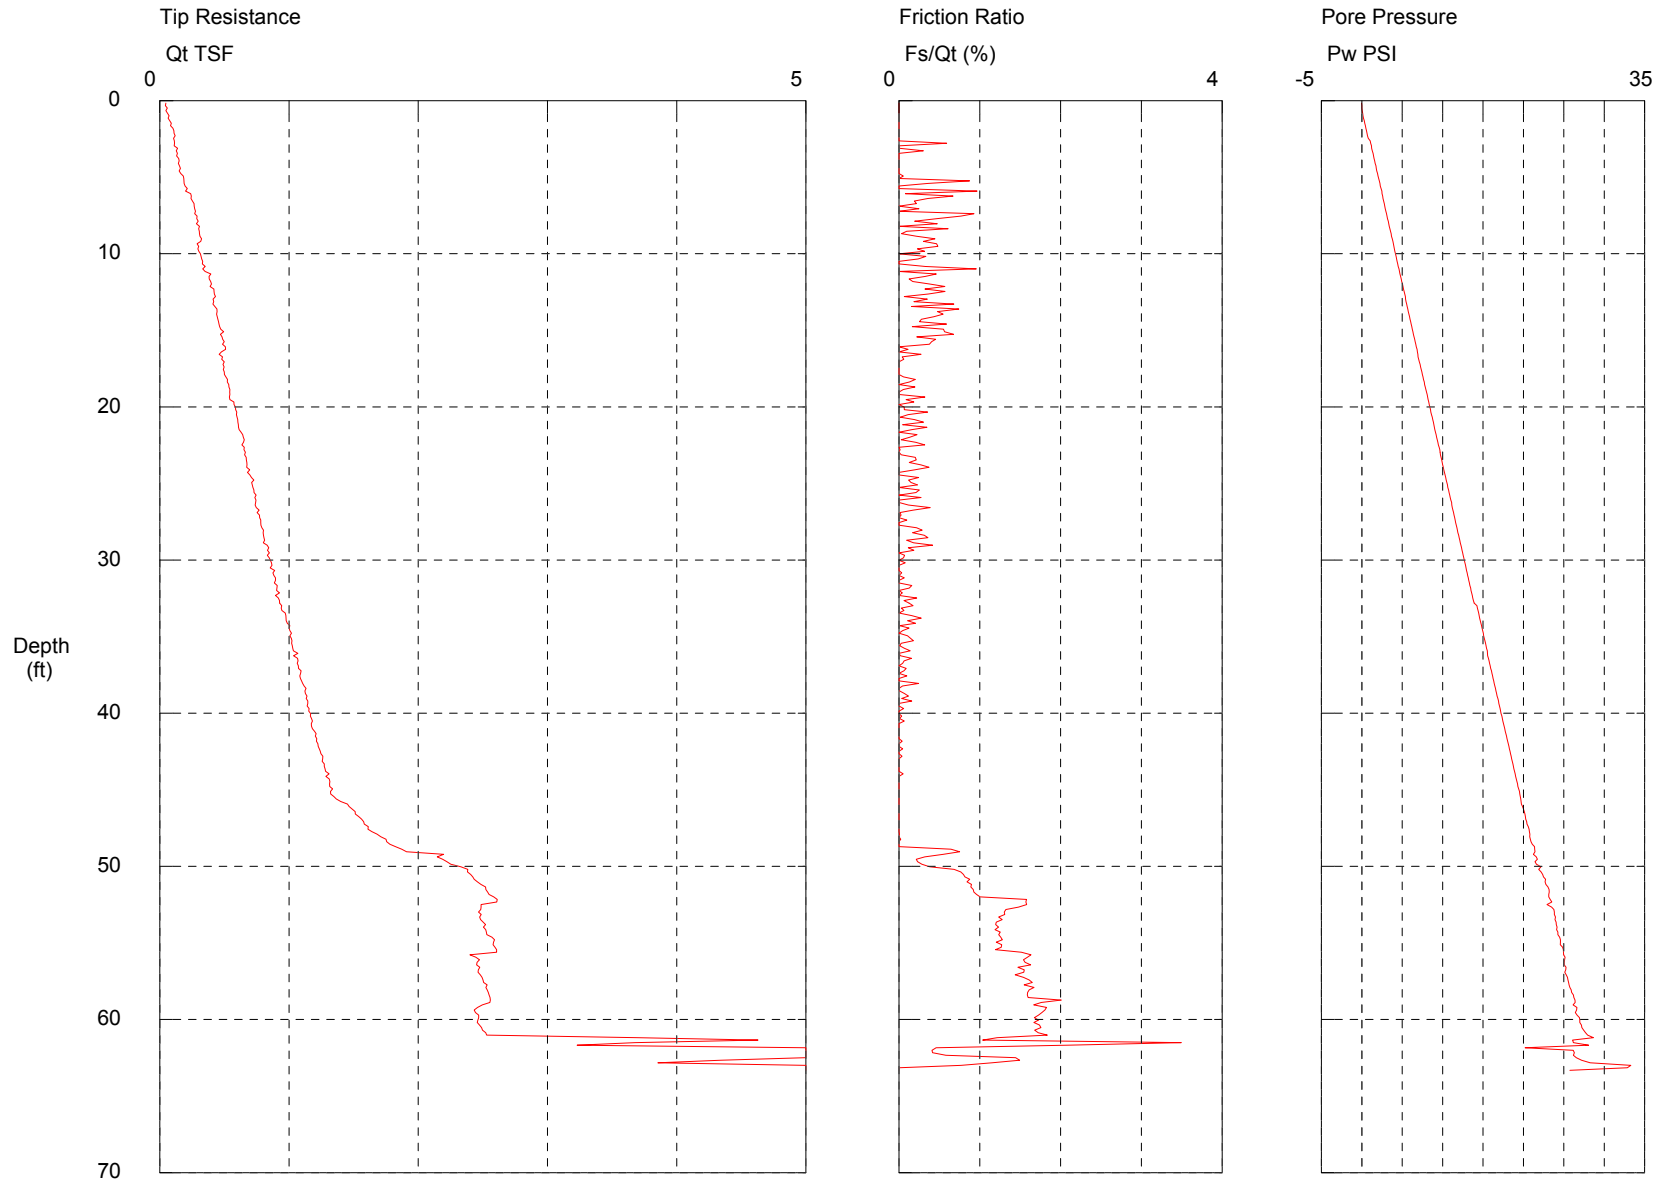 Tip Resistance
Qt TSF
0 5
Friction Ratio
Fs/Qt (%)
0 4
Pore Pressure
Pw PSI
-5 35
0
10
20
30
Depth
(ft)
40
50
60
70